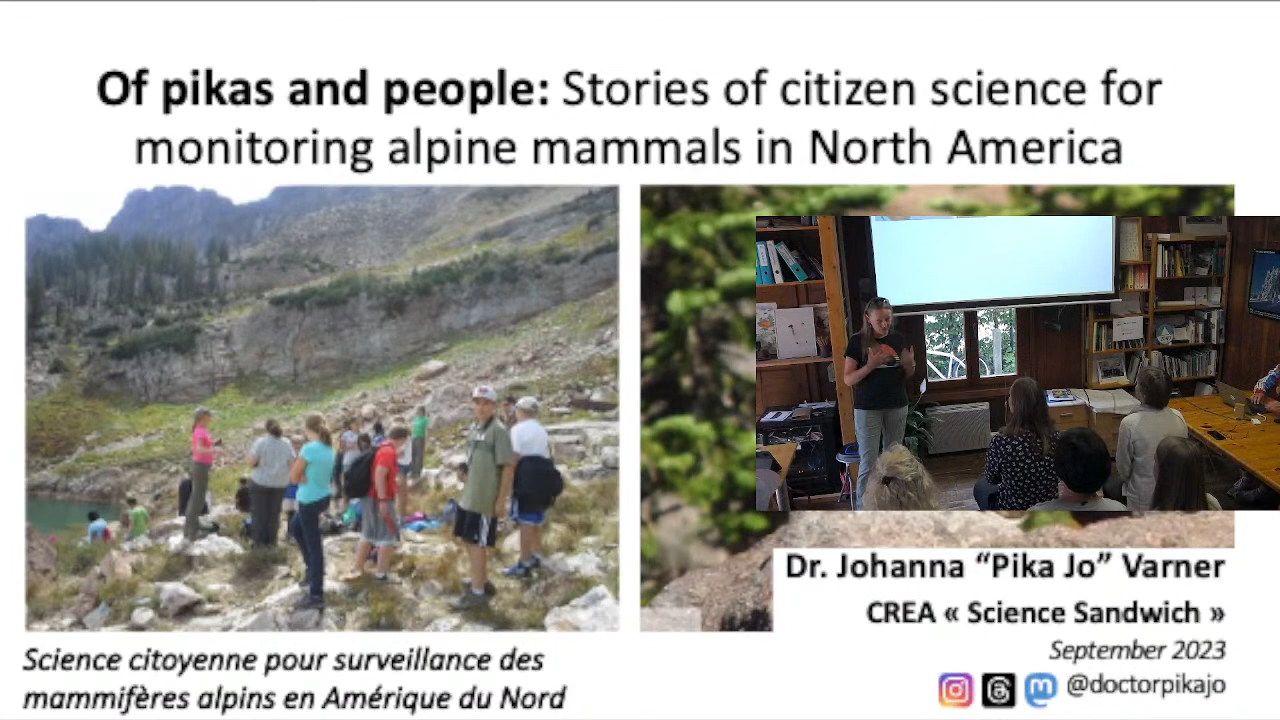 Of pikas and people: Stories of citizen science for
monitoring alpine mammals in North America
Dr. Johanna “Pika Jo” Varner
CREA « Science Sandwich »
September 2023
@doctorpikajo
Science citoyenne pour surveillance des
mammifères alpins en Amérique du Nord